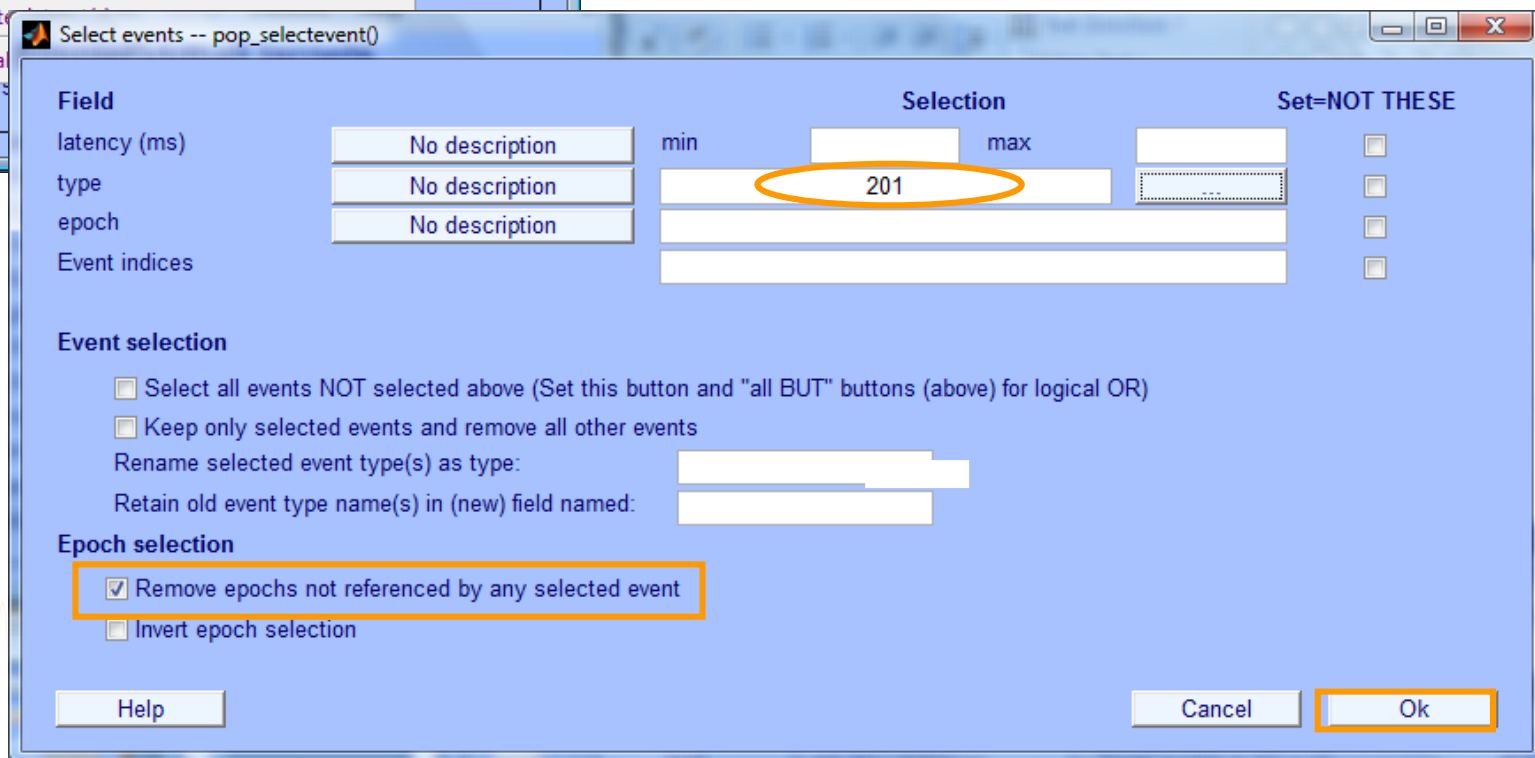 Select events -- pop_selectevent()
Field Selection Set=NOT THESE
latency (ms) No description min max
type No description 201 ...
epoch No description
Event indices
Event selection
Select all events NOT selected above (Set this button and "all BUT" buttons (above) for logical OR)
Keep only selected events and remove all other events
Rename selected event type(s) as type:
Retain old event type name(s) in (new) field named:
Epoch selection
Remove epochs not referenced by any selected event
Invert epoch selection
Help Cancel Ok